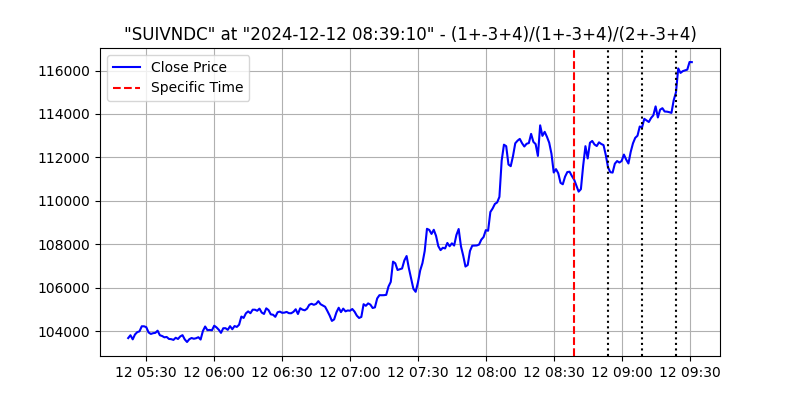 "SUIVNDC" at "2024-12-12 08:39:10" - (1+-3+4)/(1+-3+4)/(2+-3+4)
Close Price
Specific Time
116000
114000
112000
110000
108000
106000
104000
12 05:30 12 06:00 12 06:30 12 07:00 12 07:30 12 08:00 12 08:30 12 09:00 12 09:30